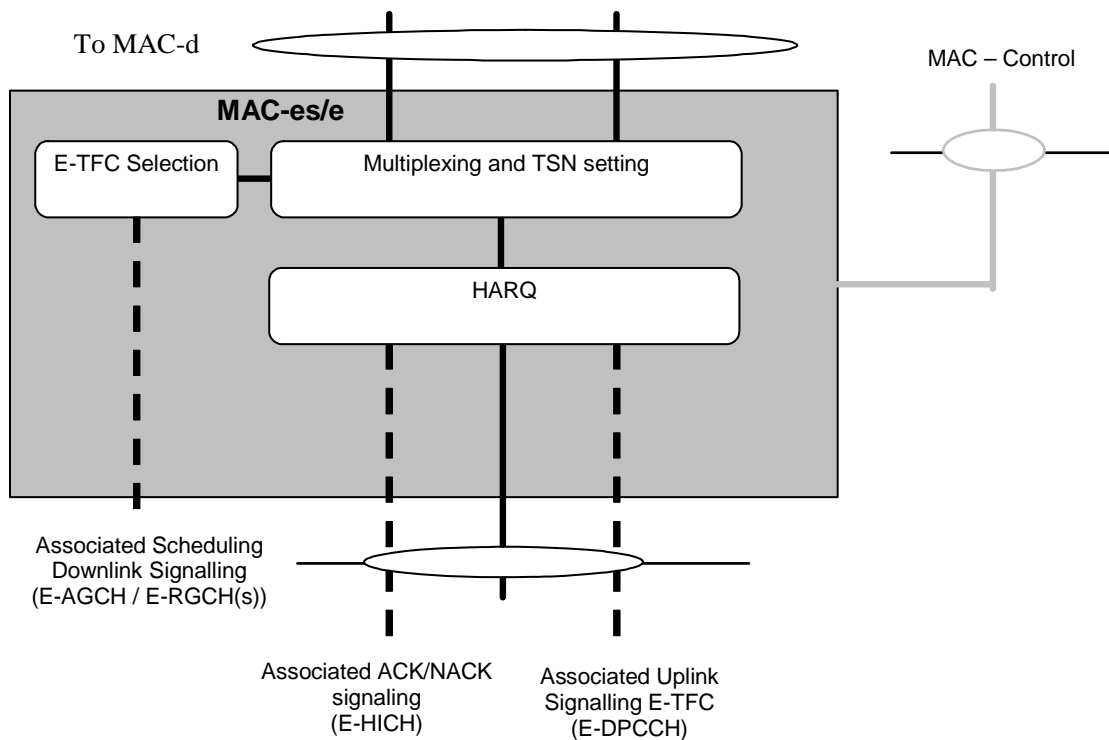 To MAC-d
MAC – Control
MAC-es/e
E-TFC Selection
Multiplexing and TSN setting
HARQ
Associated Scheduling
Downlink Signalling
(E-AGCH / E-RGCH(s))
Associated ACK/NACK
signaling
(E-HICH)
Associated Uplink
Signalling E-TFC
(E-DPCCH)